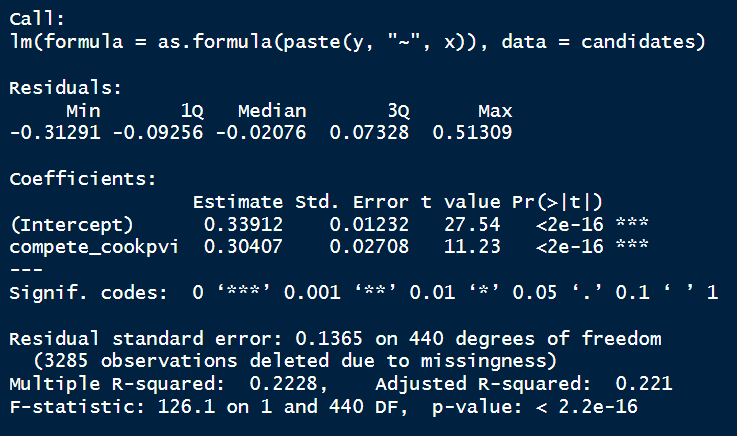 Call:
lm(formula = as.formula(paste(y, "~", x)), data = candidates)
Residuals:
     Min       1Q   Median       3Q      Max
-0.31291 -0.09256 -0.02076  0.07328  0.51309
Coefficients:
                Estimate Std. Error t value Pr(>|t|)
(Intercept)      0.33912    0.01232   27.54   <2e-16 ***
compete_cookpvi  0.30407    0.02708   11.23   <2e-16 ***
---
Signif. codes:  0 ‘***’ 0.001 ‘**’ 0.01 ‘*’ 0.05 ‘.’ 0.1 ‘ ’ 1
Residual standard error: 0.1365 on 440 degrees of freedom
  (3285 observations deleted due to missingness)
Multiple R-squared:  0.2228,    Adjusted R-squared:  0.221
F-statistic: 126.1 on 1 and 440 DF,  p-value: < 2.2e-16